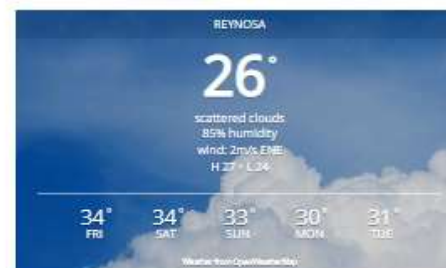 REYNOSA
26°
scattered clouds
85% humidity
wind: 2m/s ENE
H 27 • L 24
34° 34° 33° 30° 31°
FRI SAT SUN MON TUE
Weather from OpenWeatherMap